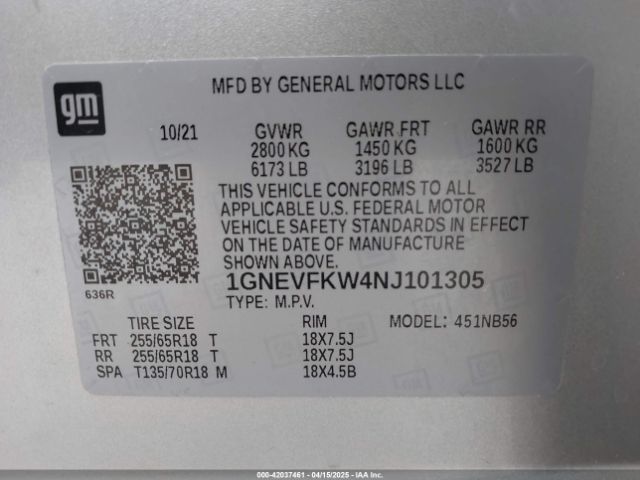 gm
MFD BY GENERAL MOTORS LLC
10/21 GVWR GAWR FRT GAWR RR
2800 KG 1450 KG 1600 KG
6173 LB 3196 LB 3527 LB
THIS VEHICLE CONFORMS TO ALL
APPLICABLE U.S. FEDERAL MOTOR
VEHICLE SAFETY STANDARDS IN EFFECT
ON THE DATE OF MANUFACTURE
SHOWN ABOVE.
636R
1GNEVFKW4NJ101305
TYPE: M.P.V.
TIRE SIZE RIM MODEL: 451NB56
FRT 255/65R18 T 18X7.5J
RR 255/65R18 T 18X7.5J
SPA T135/70R18 M 18X4.5B
000-42037461 - 04/15/2025 - IAAI.COM